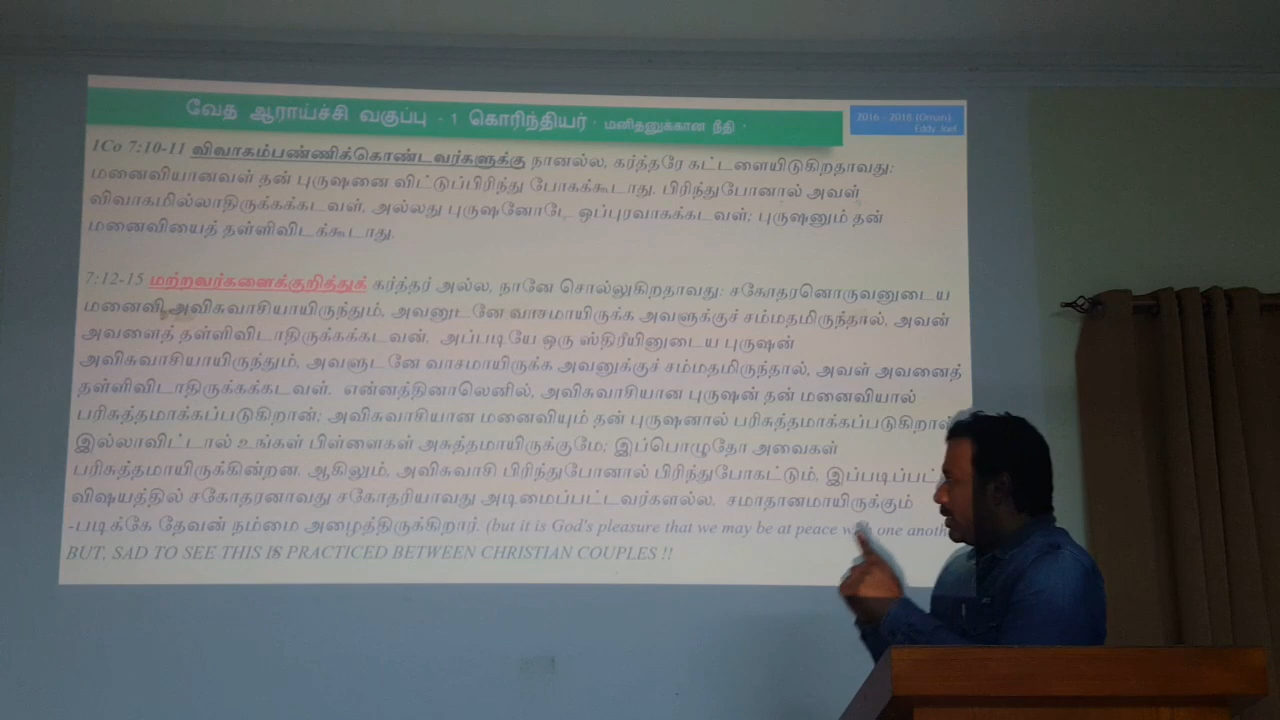 வேத ஆராய்ச்சி வகுப்பு - 1 கொரிந்தியர் - மனிதனுக்கான நீதி -
2016 - 2018 (Oman)
Eddy Joel
1Co 7:10-11 விவாகம்பண்ணிக்கொண்டவர்களுக்கு நானல்ல, கர்த்தரே கட்டளையிடுகிறதாவது:
மனைவியானவள் தன் புருஷனை விட்டுப்பிரிந்து போகக்கூடாது. பிரிந்துபோனால் அவள்
விவாகமில்லாதிருக்கக்கடவள், அல்லது புருஷனோடே ஒப்புரவாகக்கடவள்; புருஷனும் தன்
மனைவியைத் தள்ளிவிடக்கூடாது.
7:12-15 மற்றவர்களைக்குறித்துக் கர்த்தர் அல்ல, நானே சொல்லுகிறதாவது: சகோதரனொருவனுடைய
மனைவி அவிசுவாசியாயிருந்தும், அவனுடனே வாசமாயிருக்க அவளுக்குச் சம்மதமிருந்தால், அவன்
அவளைத் தள்ளிவிடாதிருக்கக்கடவன். அப்படியே ஒரு ஸ்திரீயினுடைய புருஷன்
அவிசுவாசியாயிருந்தும், அவளுடனே வாசமாயிருக்க அவனுக்குச் சம்மதமிருந்தால், அவள் அவனைத்
தள்ளிவிடாதிருக்கக்கடவள். என்னத்தினாலெனில், அவிசுவாசியான புருஷன் தன் மனைவியால்
பரிசுத்தமாக்கப்படுகிறான்; அவிசுவாசியான மனைவியும் தன் புருஷனால்
இல்லாவிட்டால் உங்கள் பிள்ளைகள் அசுத்தமாயிருக்குமே; இப்பொழுதோ அவைகள்
பரிசுத்தமாயிருக்கின்றன. ஆகிலும், அவிசுவாசி பிரிந்துபோனால் பிரிந்துபோகட்டும்,
விஷயத்தில் சகோதரனாவது சகோதரியாவது அடிமைப்பட்டவர்களல்ல. சமாதானமாயிருக்கும்
-படிக்கே தேவன் நம்மை அழைத்திருக்கிறார். (but it is God's pleasure that we may be at peace one
BUT, SAD TO SEE THIS IS PRACTICED BETWEEN CHRISTIAN COUPLES !!